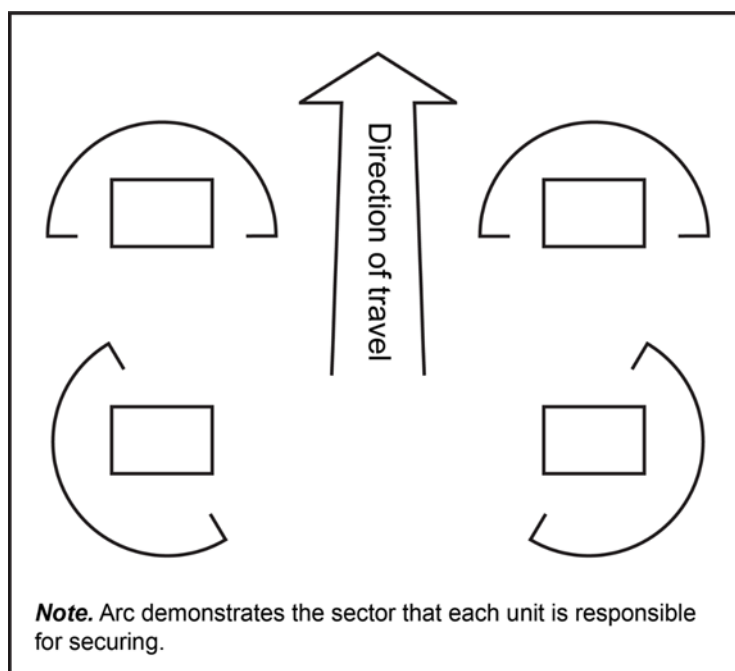 Direction of travel
Note. Arc demonstrates the sector that each unit is responsible
for securing.